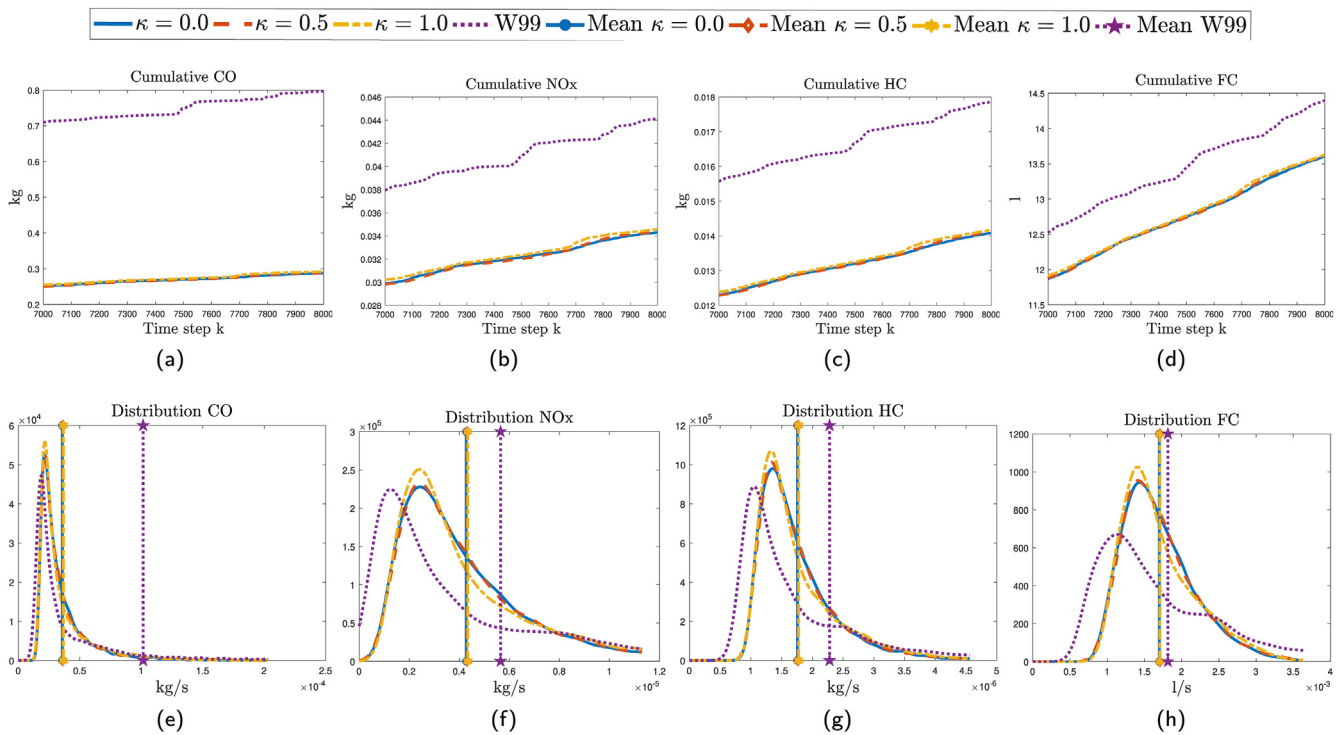 κ = 0.0 κ = 0.5 κ = 1.0 W99 Mean κ = 0.0 Mean κ = 0.5 Mean κ = 1.0 Mean W99
Cumulative CO
0.8
0.7
0.6
0.5
0.4
0.3
0.2
kg
7000 7100 7200 7300 7400 7500 7600 7700 7800 7900 8000
Time step k
(a)
Cumulative NOx
0.046
0.044
0.042
0.04
0.038
0.036
0.034
0.032
0.03
0.028
kg
7000 7100 7200 7300 7400 7500 7600 7700 7800 7900 8000
Time step k
(b)
Cumulative HC
0.018
0.017
0.016
0.015
0.014
0.013
0.012
kg
7000 7100 7200 7300 7400 7500 7600 7700 7800 7900 8000
Time step k
(c)
Cumulative FC
14.5
14
13.5
13
12.5
12
11.5
l
7000 7100 7200 7300 7400 7500 7600 7700 7800 7900 8000
Time step k
(d)
Distribution CO
×10⁴
6
5
4
3
2
1
0
0 0.5 1 1.5 2 2.5
×10⁻⁴
kg/s
(e)
Distribution NOx
×10⁵
3
2.5
2
1.5
1
0.5
0
0 0.2 0.4 0.6 0.8 1 1.2
×10⁻⁵
kg/s
(f)
Distribution HC
×10⁵
12
10
8
6
4
2
0
0 0.5 1 1.5 2 2.5 3 3.5 4 4.5 5
×10⁻⁶
kg/s
(g)
Distribution FC
1200
1000
800
600
400
200
0
0 0.5 1 1.5 2 2.5 3 3.5 4
×10⁻³
l/s
(h)